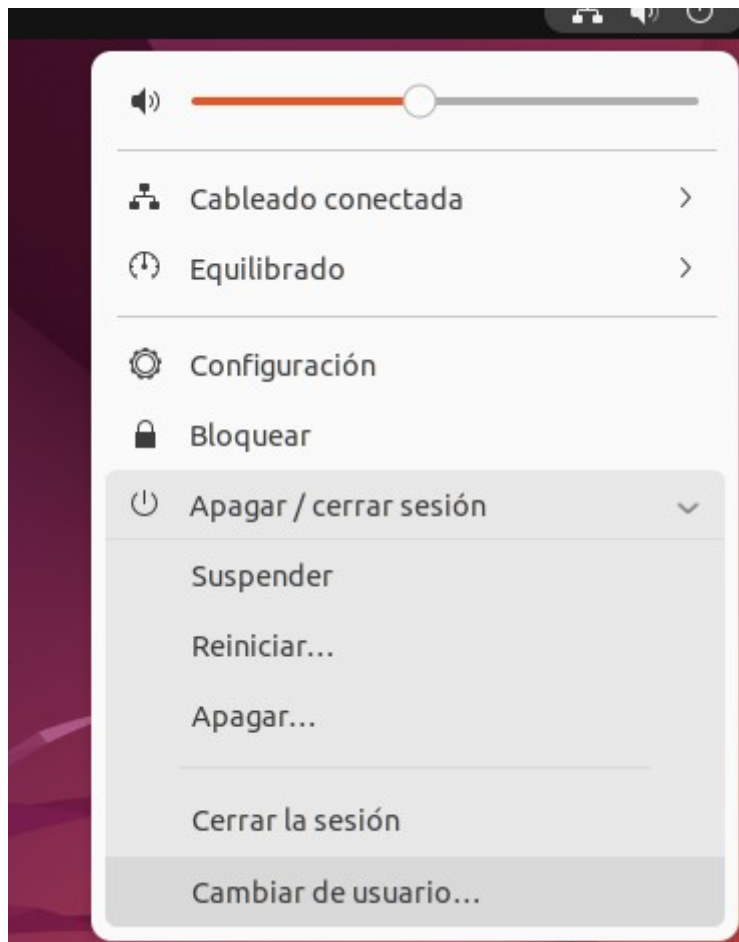 Cableado conectada
Equilibrado
Configuración
Bloquear
Apagar / cerrar sesión
Suspender
Reiniciar...
Apagar...
Cerrar la sesión
Cambiar de usuario...